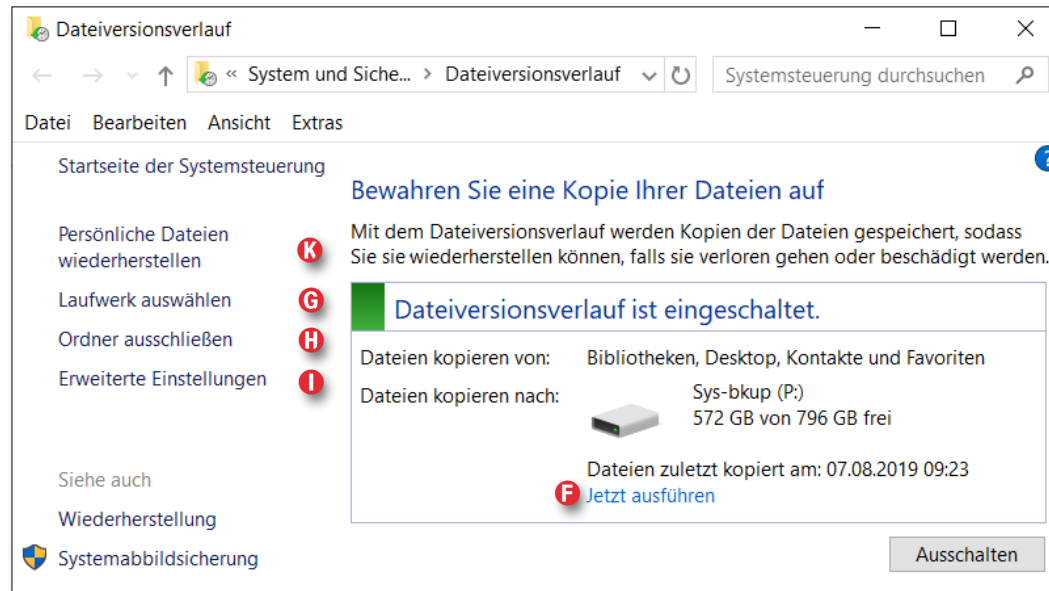 Dateiversionsverlauf
« System und Siche... > Dateiversionsverlauf
Systemsteuerung durchsuchen
Datei Bearbeiten Ansicht Extras
Startseite der Systemsteuerung
?
Bewahren Sie eine Kopie Ihrer Dateien auf
Persönliche Dateien
wiederherstellen
K
Mit dem Dateiversionsverlauf werden Kopien der Dateien gespeichert, sodass
Sie sie wiederherstellen können, falls sie verloren gehen oder beschädigt werden.
Laufwerk auswählen
G
Ordner ausschließen
H
Erweiterte Einstellungen
I
Dateiversionsverlauf ist eingeschaltet.
Dateien kopieren von: Bibliotheken, Desktop, Kontakte und Favoriten
Dateien kopieren nach: Sys-bkup (P:)
572 GB von 796 GB frei
Dateien zuletzt kopiert am: 07.08.2019 09:23
F Jetzt ausführen
Siehe auch
Wiederherstellung
Systemabbildsicherung
Ausschalten